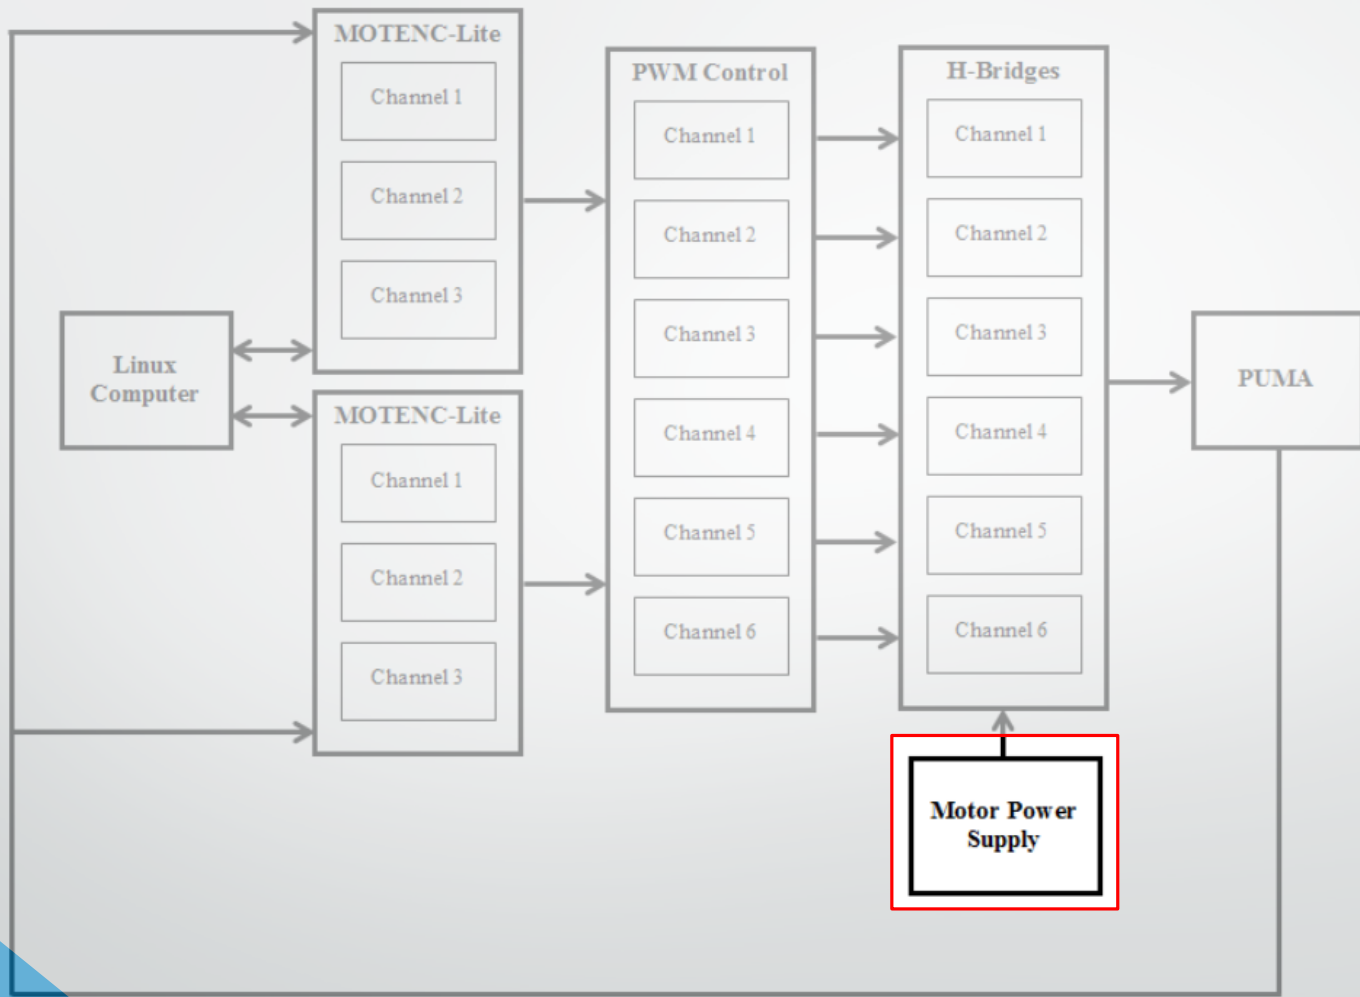 MOTENC-Lite
Channel 1
Channel 2
Channel 3
Linux
Computer
MOTENC-Lite
Channel 1
Channel 2
Channel 3
PWM Control
Channel 1
Channel 2
Channel 3
Channel 4
Channel 5
Channel 6
H-Bridges
Channel 1
Channel 2
Channel 3
Channel 4
Channel 5
Channel 6
PUMA
Motor Power
Supply